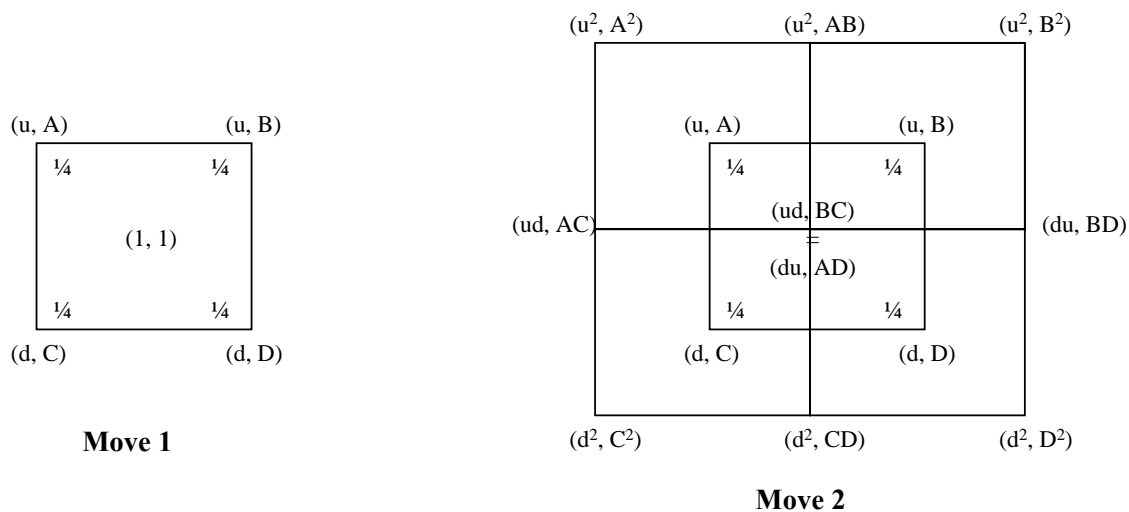 (u², A²) (u², AB) (u², B²)
(u, A) (u, B) (u, A) (u, B)
¼ ¼ ¼ ¼
(1, 1) (ud, AC) (ud, BC) (du, BD)
=
(du, AD)
¼ ¼ ¼ ¼
(d, C) (d, D) (d, C) (d, D)
Move 1 (d², C²) (d², CD) (d², D²)
Move 2